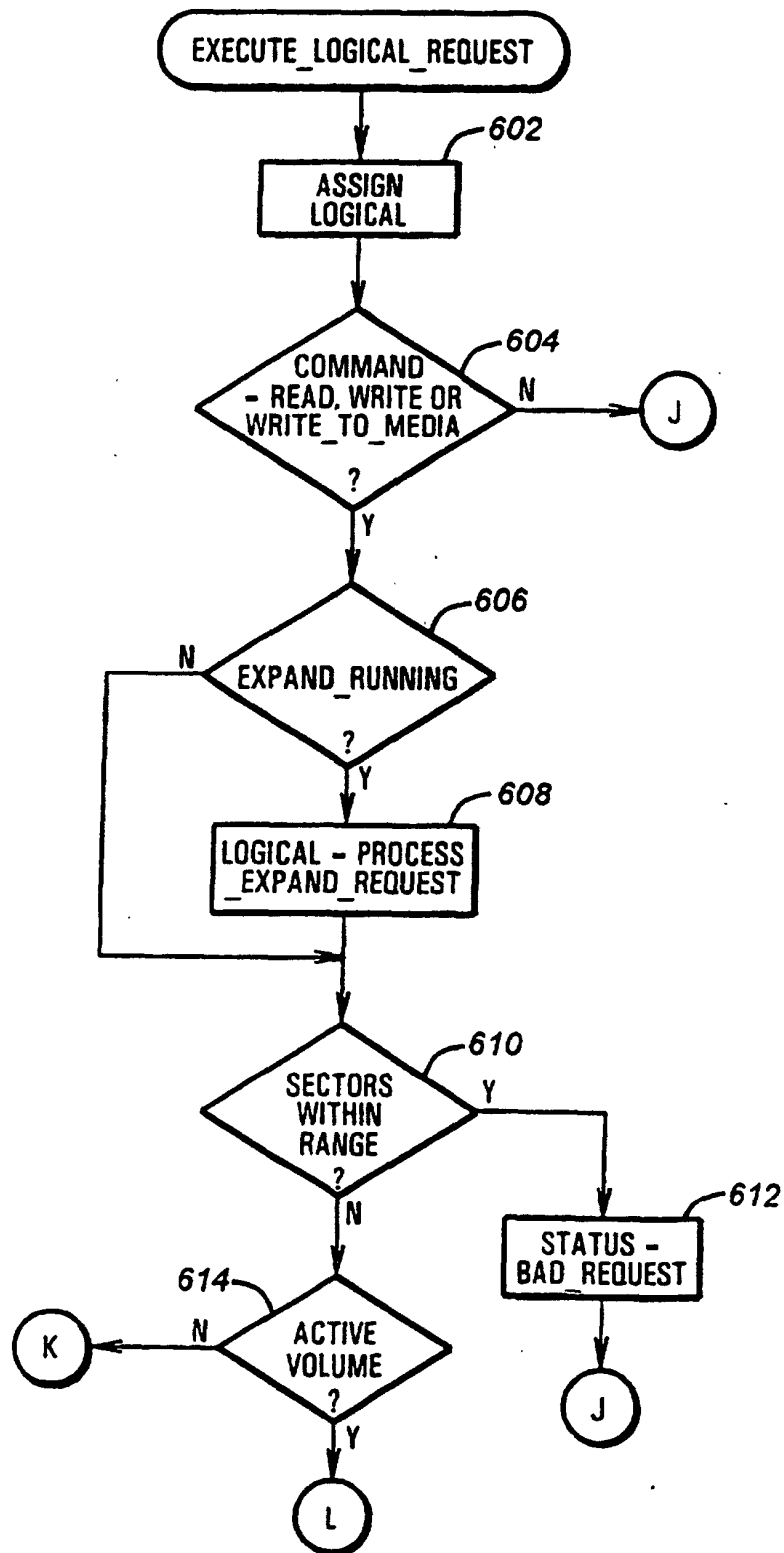 EXECUTE_LOGICAL_REQUEST
602
ASSIGN
LOGICAL
604
COMMAND
- READ, WRITE OR
WRITE_TO_MEDIA
?
N
J
Y
606
N
EXPAND_RUNNING
?
Y
608
LOGICAL - PROCESS
_EXPAND_REQUEST
610
SECTORS
WITHIN
RANGE
?
Y
N
612
STATUS -
BAD_REQUEST
J
614
ACTIVE
VOLUME
?
N
K
Y
L